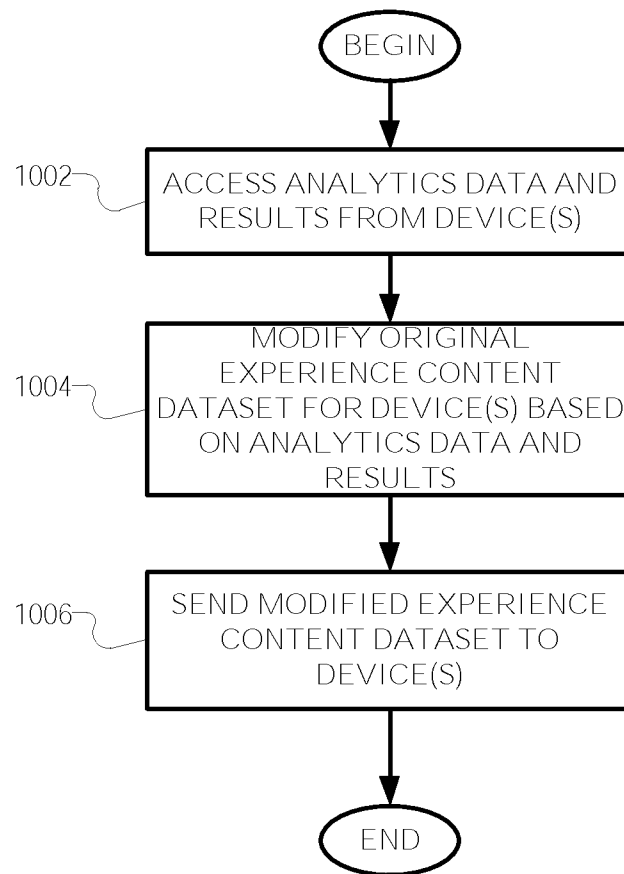 BEGIN
1002
ACCESS ANALYTICS DATA AND
RESULTS FROM DEVICE(S)
1004
MODIFY ORIGINAL
EXPERIENCE CONTENT
DATASET FOR DEVICE(S) BASED
ON ANALYTICS DATA AND
RESULTS
1006
SEND MODIFIED EXPERIENCE
CONTENT DATASET TO
DEVICE(S)
END